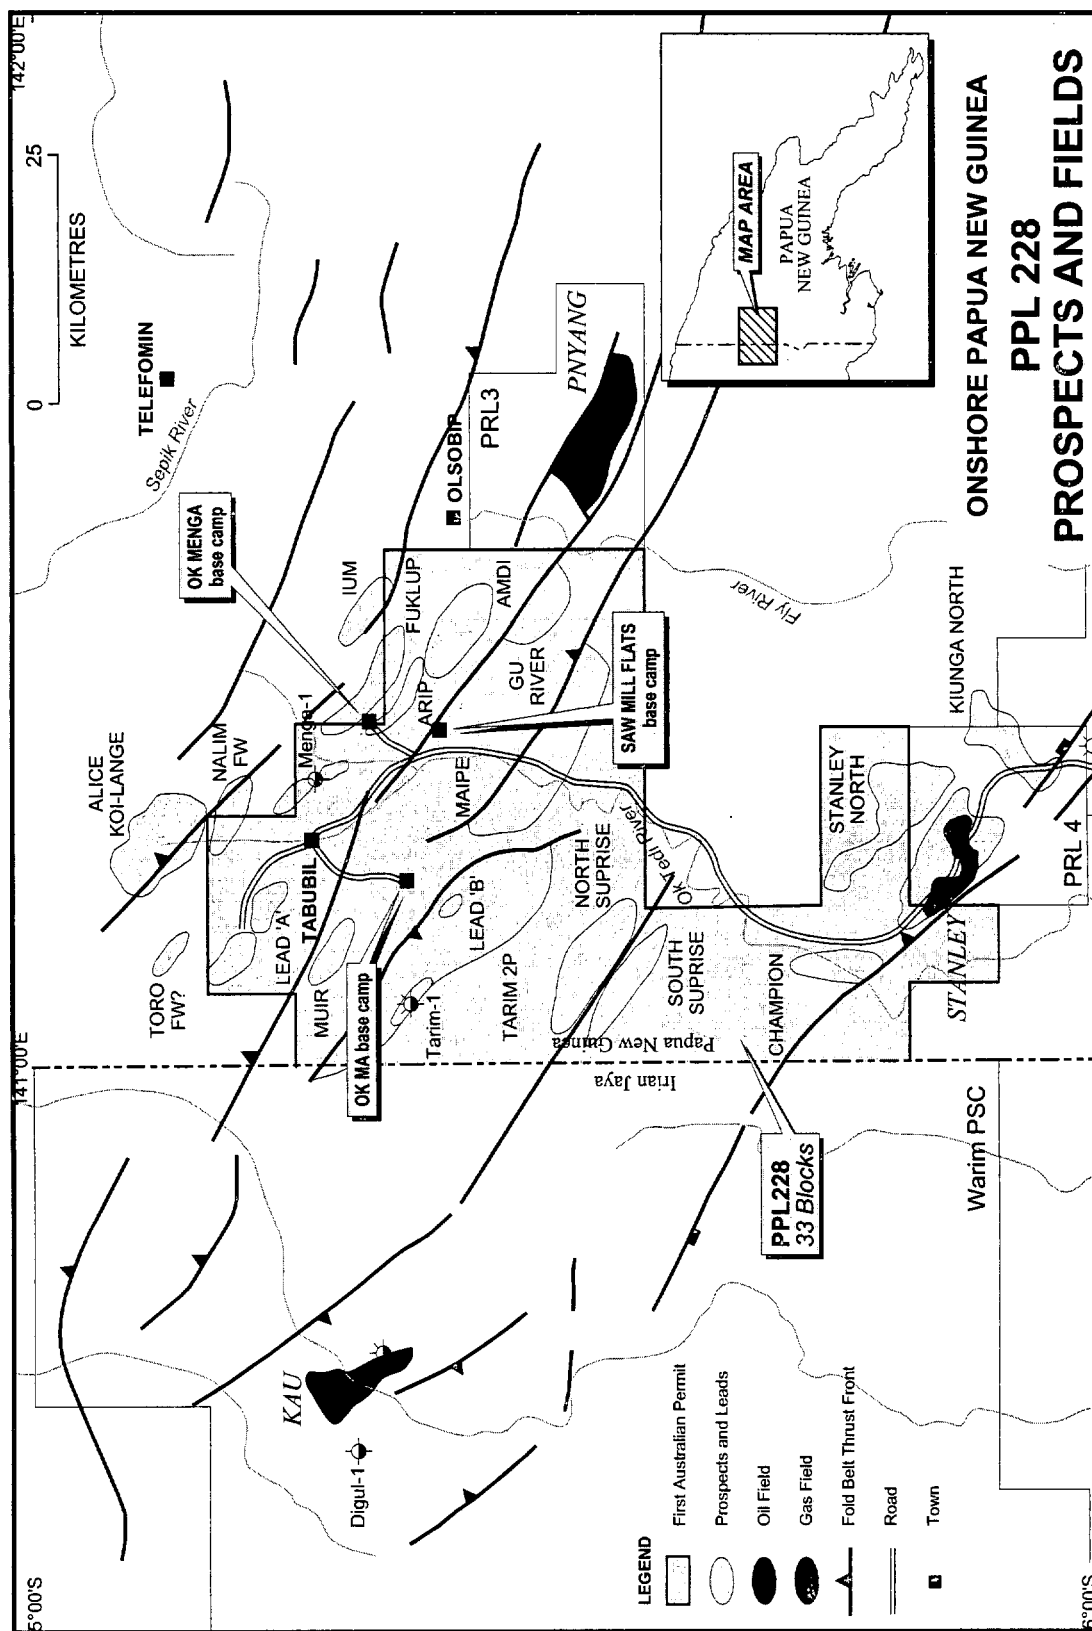 5°00'S
141°00'E
142°00'E
0
25
KILOMETRES
TELEFOMIN
Sepik River
OK MENGA
base camp
ALICE
KOI-LANGE
NALIM
FW
TORO
FW?
LEAD 'A'
TABUBIL
Menga-1
IUM
FUKLUP
OLSOBIP
PRL3
PNYANG
AMDI
ARIP
GU
RIVER
MAIPE
MUIR
OK MA base camp
Tarim-1
LEAD 'B'
TARIM 2P
NORTH
SUPRISE
SOUTH
SUPRISE
SAW MILL FLATS
base camp
Ok Tedi River
Fly River
Papua New Guinea
Irian Jaya
CHAMPION
STANLEY
NORTH
KIUNGA NORTH
STANLEY
PRL 4
PPL228
33 Blocks
Warim PSC
KAU
Digul-1
6°00'S
LEGEND
First Australian Permit
Prospects and Leads
Oil Field
Gas Field
Fold Belt Thrust Front
Road
Town
MAP AREA
PAPUA
NEW GUINEA
ONSHORE PAPUA NEW GUINEA
PPL 228
PROSPECTS AND FIELDS